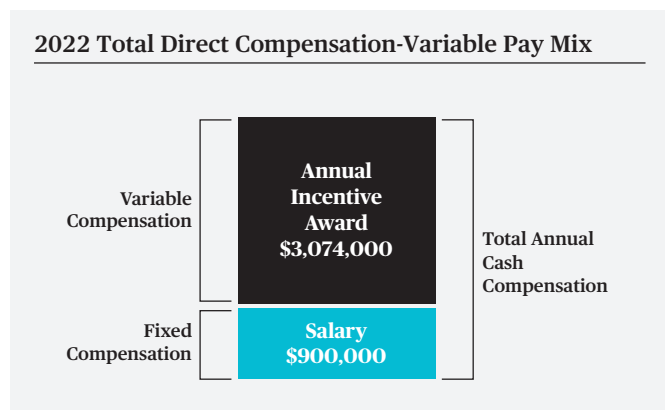 2022 Total Direct Compensation-Variable Pay Mix
Variable
Compensation
Annual
Incentive
Award
$3,074,000
Total Annual
Cash
Compensation
Fixed
Compensation
Salary
$900,000